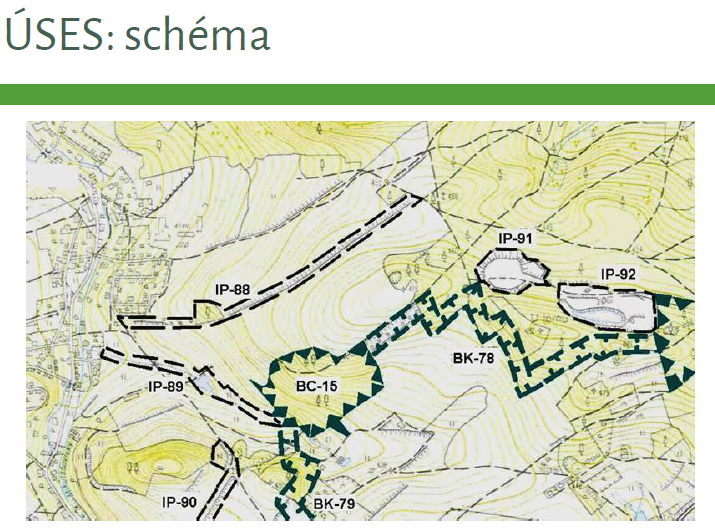 ÚSES: schéma
IP-91
IP-92
IP-88
BK-78
IP-89
BC-15
IP-90
BK-79